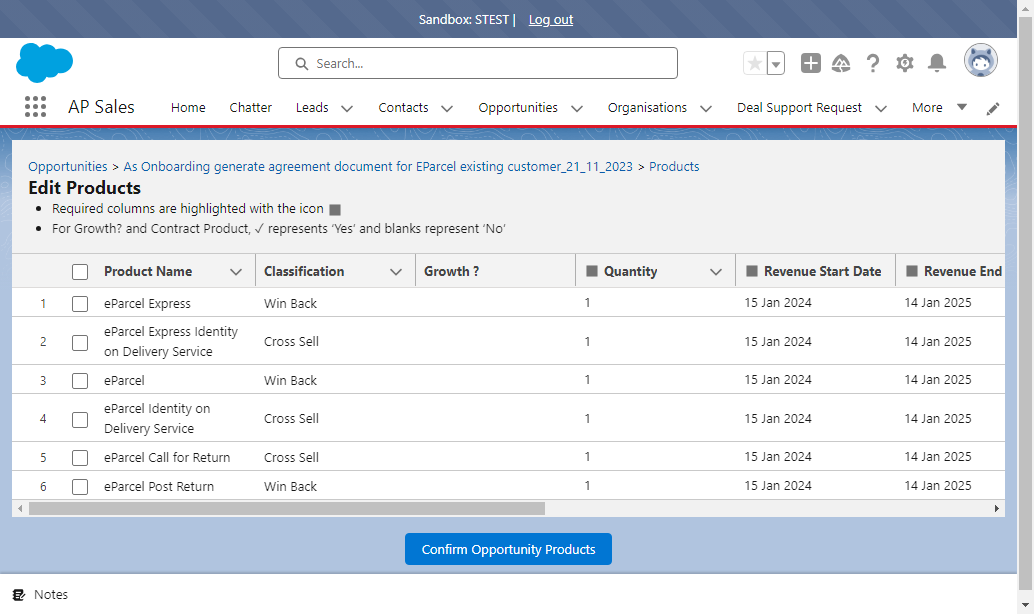 Sandbox: STEST | Log out
Search...
AP Sales Home Chatter Leads Contacts Opportunities Organisations Deal Support Request More
Opportunities > As Onboarding generate agreement document for EParcel existing customer_21_11_2023 > Products
Edit Products
• Required columns are highlighted with the icon
• For Growth? and Contract Product, ✓ represents ‘Yes’ and blanks represent ‘No’
Product Name Classification Growth ? Quantity Revenue Start Date Revenue End
1 eParcel Express Win Back 1 15 Jan 2024 14 Jan 2025
2 eParcel Express Identity on Delivery Service Cross Sell 1 15 Jan 2024 14 Jan 2025
3 eParcel Win Back 1 15 Jan 2024 14 Jan 2025
4 eParcel Identity on Delivery Service Cross Sell 1 15 Jan 2024 14 Jan 2025
5 eParcel Call for Return Cross Sell 1 15 Jan 2024 14 Jan 2025
6 eParcel Post Return Win Back 1 15 Jan 2024 14 Jan 2025
Confirm Opportunity Products
Notes